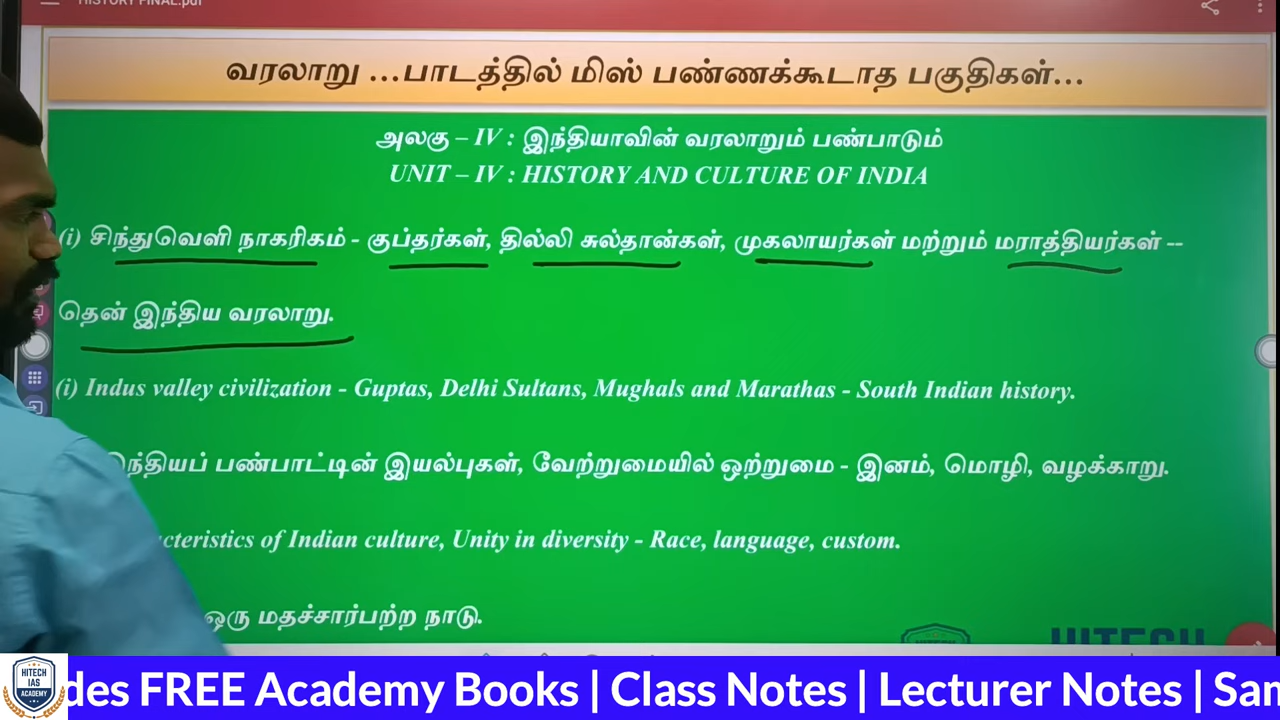 HISTORY FINAL.pdf
வரலாறு ...பாடத்தில் மிஸ் பண்ணக்கூடாத பகுதிகள்...
அலகு – IV : இந்தியாவின் வரலாறும் பண்பாடும்
UNIT – IV : HISTORY AND CULTURE OF INDIA
(i) சிந்துவெளி நாகரிகம் - குப்தர்கள், தில்லி சுல்தான்கள், முகலாயர்கள் மற்றும் மராத்தியர்கள் --
தென் இந்திய வரலாறு.
(i) Indus valley civilization - Guptas, Delhi Sultans, Mughals and Marathas - South Indian history.
இந்தியப் பண்பாட்டின் இயல்புகள், வேற்றுமையில் ஒற்றுமை - இனம், மொழி, வழக்காறு.
cteristics of Indian culture, Unity in diversity - Race, language, custom.
ஒரு மதச்சார்பற்ற நாடு.
HITECH
HITECH
IAS
ACADEMY
des FREE Academy Books | Class Notes | Lecturer Notes | San